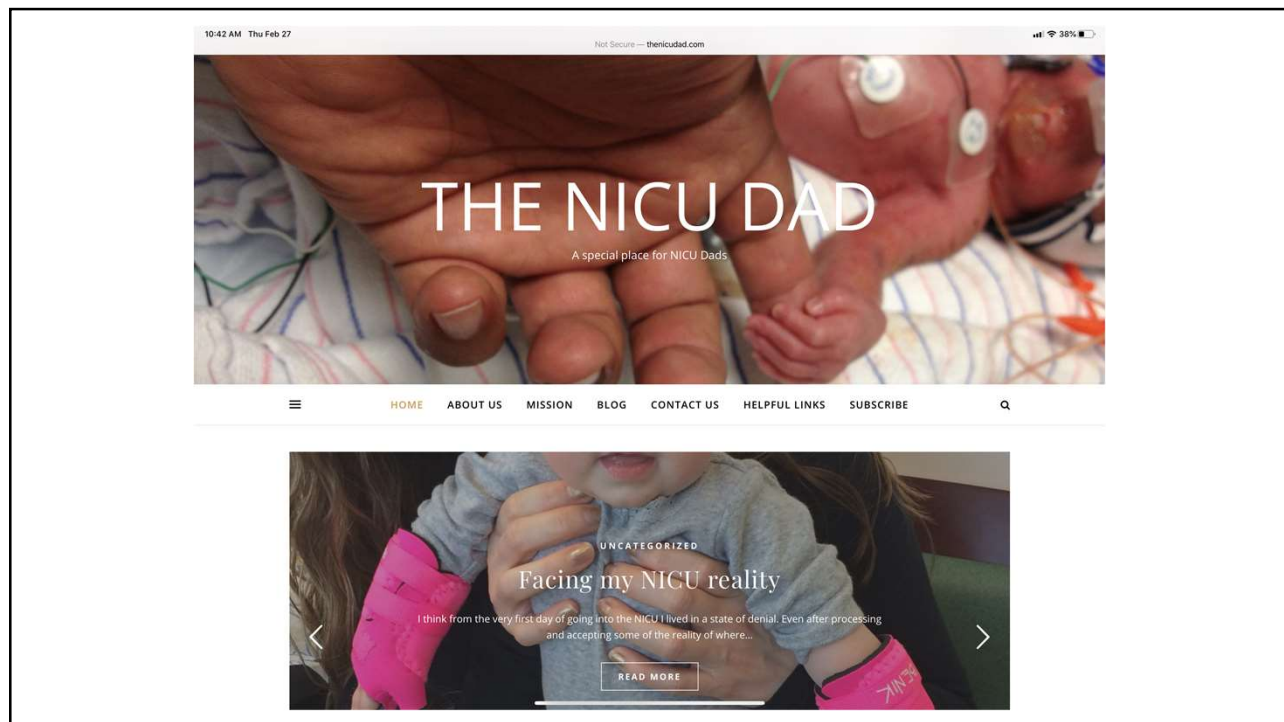 10:42 AM Thu Feb 27
38%
Not Secure — thenicudad.com
THE NICU DAD
A special place for NICU Dads
HOME ABOUT US MISSION BLOG CONTACT US HELPFUL LINKS SUBSCRIBE
UNCATEGORIZED
Facing my NICU reality
I think from the very first day of going into the NICU I lived in a state of denial. Even after processing
and accepting some of the reality of where...
READ MORE
BENIK